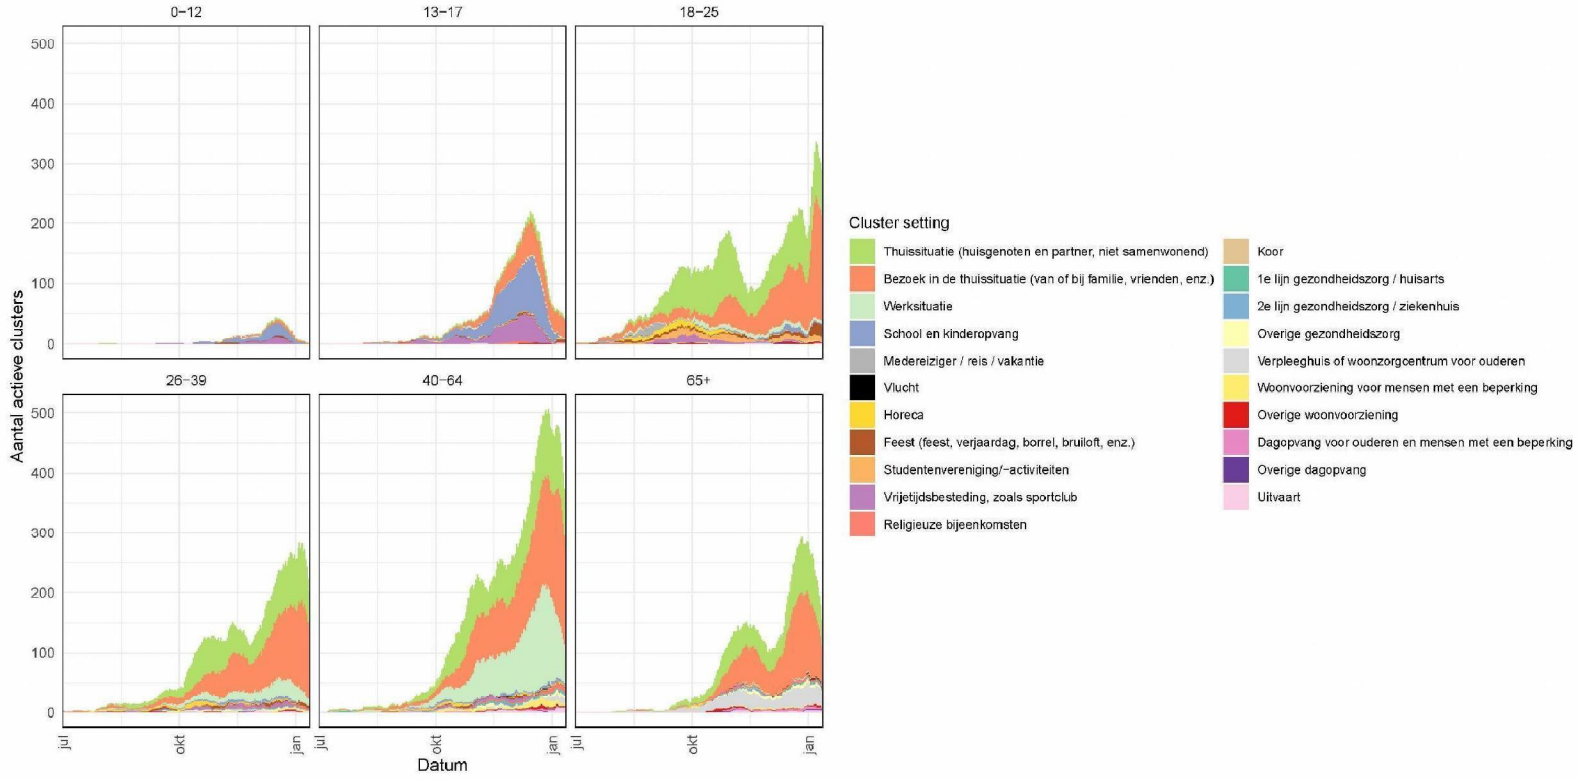 0−12
13−17
18−25
500
400
300
200
100
0
26−39
40−64
65+
500
400
300
200
100
0
jul
okt
jan
jul
okt
jan
jul
okt
jan
Aantal actieve clusters
Datum
Cluster setting
Thuissituatie (huisgenoten en partner, niet samenwonend)
Bezoek in de thuissituatie (van of bij familie, vrienden, enz.)
Werksituatie
School en kinderopvang
Medereiziger / reis / vakantie
Vlucht
Horeca
Feest (feest, verjaardag, borrel, bruiloft, enz.)
Studentenvereniging/−activiteiten
Vrijetijdsbesteding, zoals sportclub
Religieuze bijeenkomsten
Koor
1e lijn gezondheidszorg / huisarts
2e lijn gezondheidszorg / ziekenhuis
Overige gezondheidszorg
Verpleeghuis of woonzorgcentrum voor ouderen
Woonvoorziening voor mensen met een beperking
Overige woonvoorziening
Dagopvang voor ouderen en mensen met een beperking
Overige dagopvang
Uitvaart